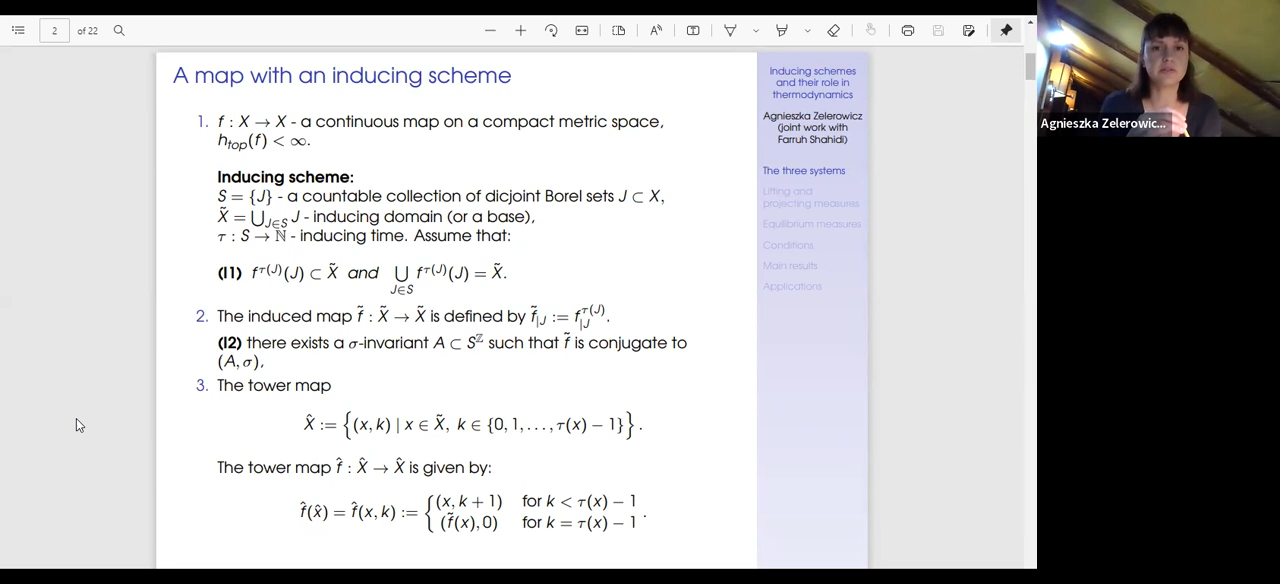 2
of 22
A map with an inducing scheme
1. f : X → X - a continuous map on a compact metric space,
h_top(f) < ∞.
Inducing scheme:
S = {J} - a countable collection of dicjoint Borel sets J ⊂ X,
X̃ = ⋃_{J∈S} J - inducing domain (or a base),
τ : S → ℕ - inducing time. Assume that:
(I1) f^{τ(J)}(J) ⊂ X̃ and ⋃_{J∈S} f^{τ(J)}(J) = X̃.
2. The induced map f̃ : X̃ → X̃ is defined by f̃_{|J} := f_{|J}^{τ(J)}.
(I2) there exists a σ-invariant A ⊂ S^ℤ such that f̃ is conjugate to
(A, σ),
3. The tower map
X̂ := {(x, k) | x ∈ X̃, k ∈ {0, 1, . . . , τ(x) − 1}}.
The tower map f̂ : X̂ → X̂ is given by:
f̂(x̂) = f̂(x, k) := { (x, k + 1) for k < τ(x) − 1
(f̃(x), 0) for k = τ(x) − 1 .
Inducing schemes
and their role in
thermodynamics
Agnieszka Zelerowicz
(joint work with
Farruh Shahidi)
The three systems
Lifting and
projecting measures
Equilibrium measures
Conditions
Main results
Applications
Agnieszka Zelerowic...